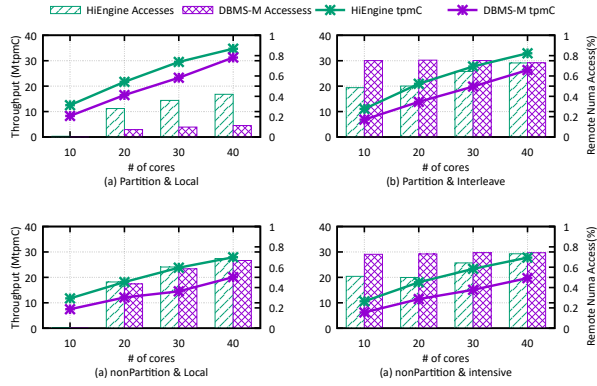 HiEngine Accesses DBMS-M Accessess HiEngine tpmC DBMS-M tpmC
Throughput (MtpmC)
40
30
20
10
0
1
0.8
0.6
0.4
0.2
0
10 20 30 40
# of cores
(a) Partition & Local
40
30
20
10
0
1
0.8
0.6
0.4
0.2
0
Remote Numa Access(%)
10 20 30 40
# of cores
(b) Partition & Interleave
Throughput (MtpmC)
40
30
20
10
0
1
0.8
0.6
0.4
0.2
0
10 20 30 40
# of cores
(a) nonPartition & Local
40
30
20
10
0
1
0.8
0.6
0.4
0.2
0
Remote Numa Access(%)
10 20 30 40
# of cores
(a) nonPartition & intensive